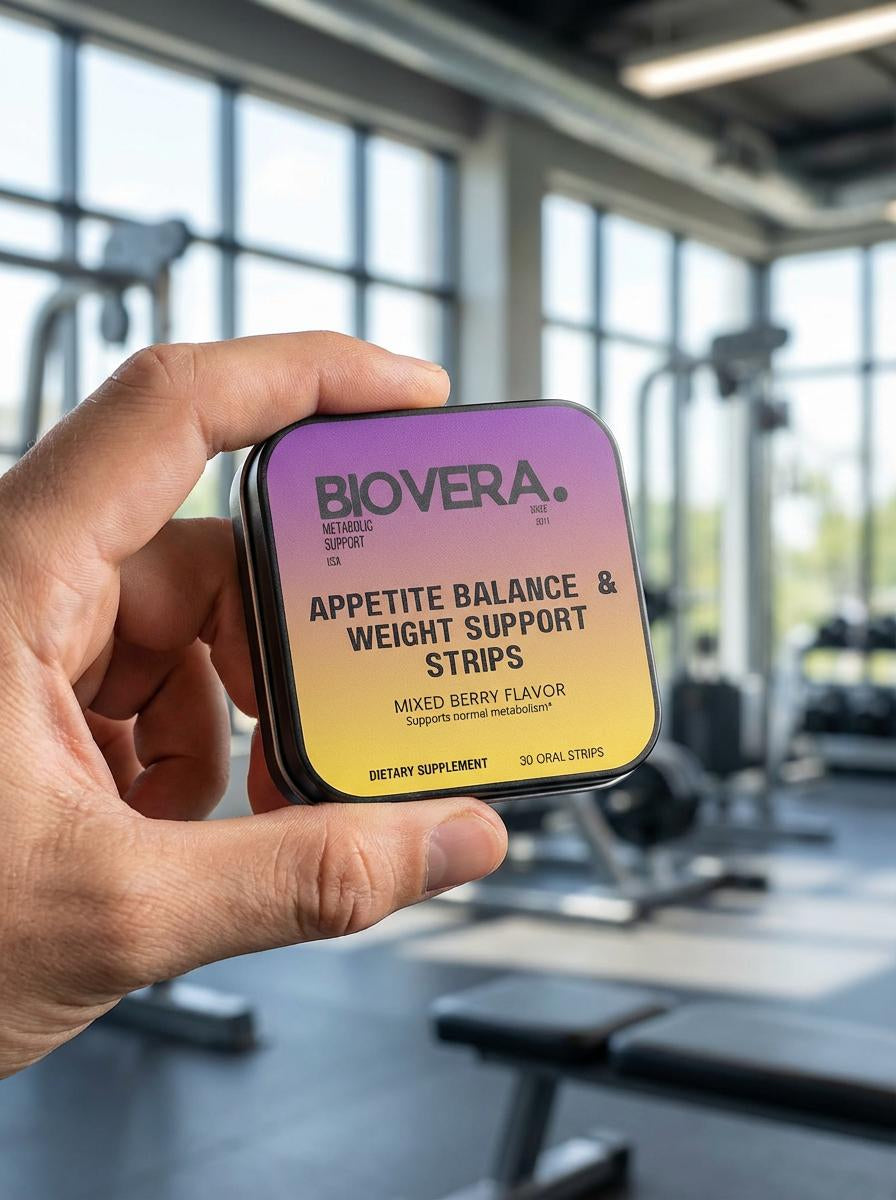 BIOVERA.
METABOLIC
SUPPORT
USA
APPETITE BALANCE &
WEIGHT SUPPORT
STRIPS
MIXED BERRY FLAVOR
Supports normal metabolism*
DIETARY SUPPLEMENT
30 ORAL STRIPS